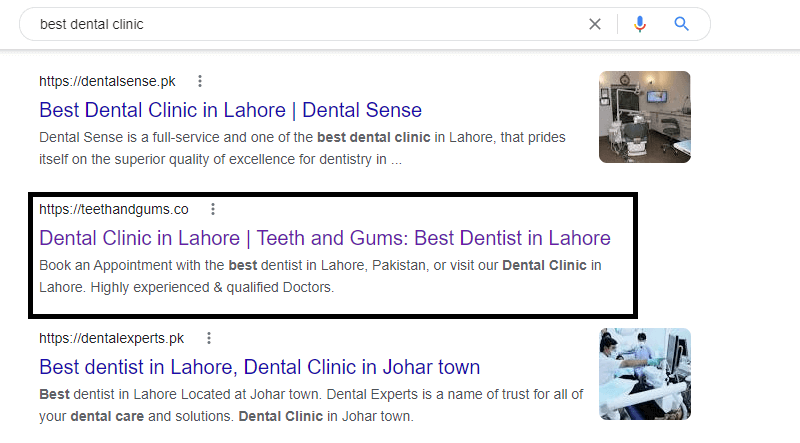 best dental clinic
https://dentalsense.pk
Best Dental Clinic in Lahore | Dental Sense
Dental Sense is a full-service and one of the best dental clinic in Lahore, that prides
itself on the superior quality of excellence for dentistry in ...
https://teethandgums.co
Dental Clinic in Lahore | Teeth and Gums: Best Dentist in Lahore
Book an Appointment with the best dentist in Lahore, Pakistan, or visit our Dental Clinic in
Lahore. Highly experienced & qualified Doctors.
https://dentalexperts.pk
Best dentist in Lahore, Dental Clinic in Johar town
Best dentist in Lahore Located at Johar town. Dental Experts is a name of trust for all of
your dental care and solutions. Dental Clinic in Johar town.